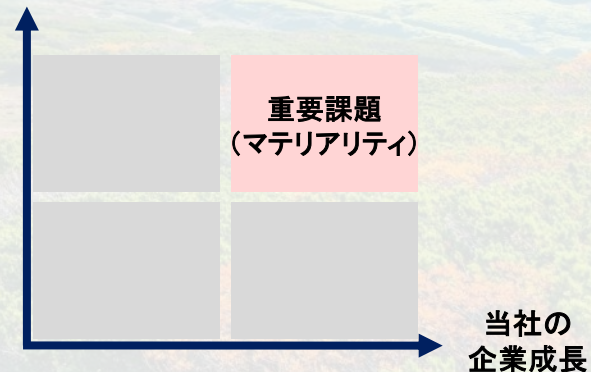 重要課題
（マテリアリティ）
当社の
企業成長